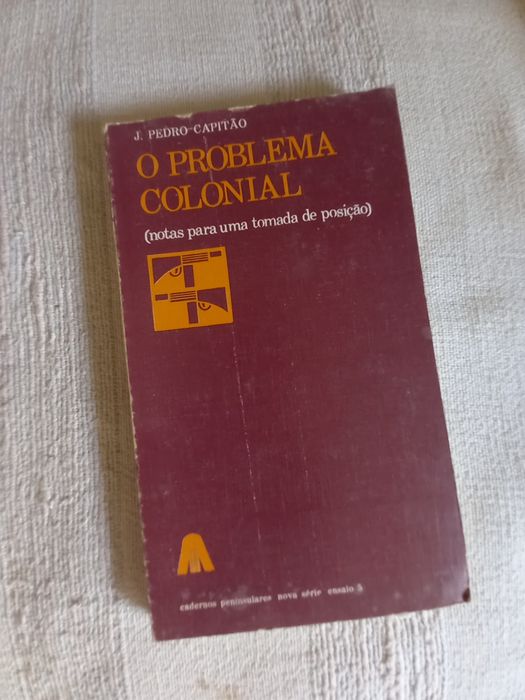 J. PEDRO CAPITÃO
O PROBLEMA
COLONIAL
(notas para uma tomada de posição)
cadernos peninsulares nova série ensaio 5